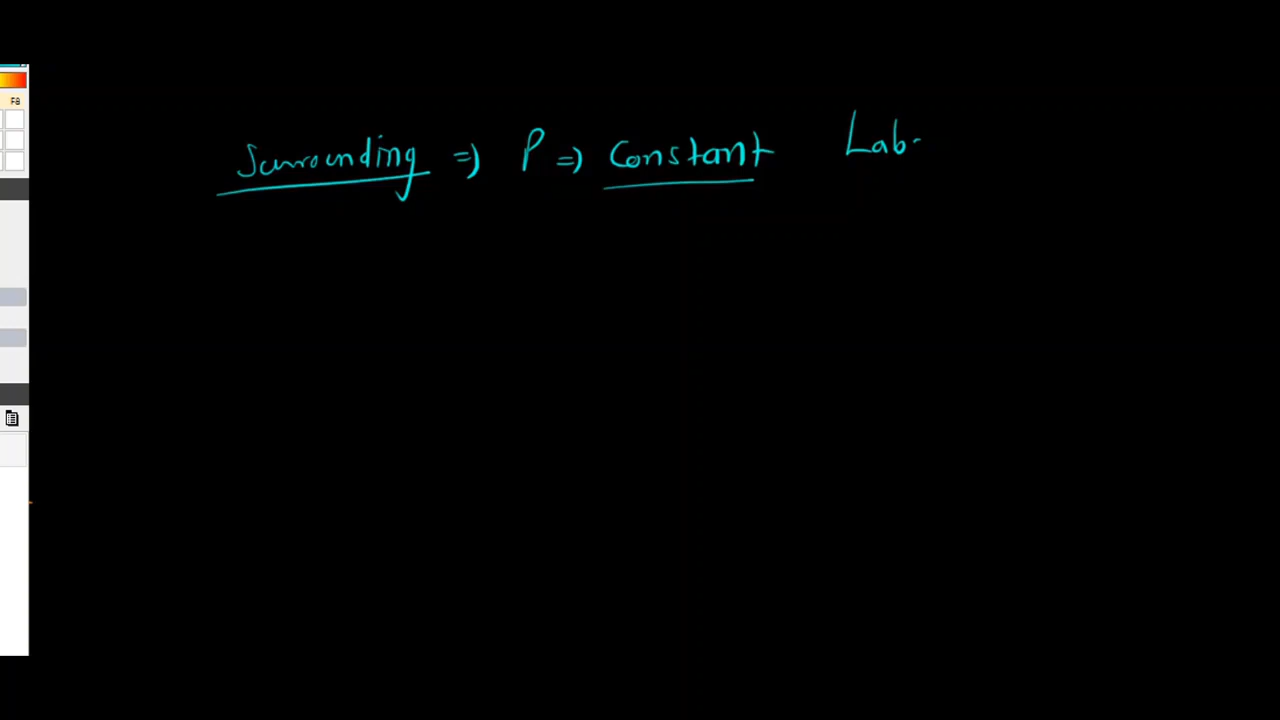 Surrounding => P => Constant Lab.